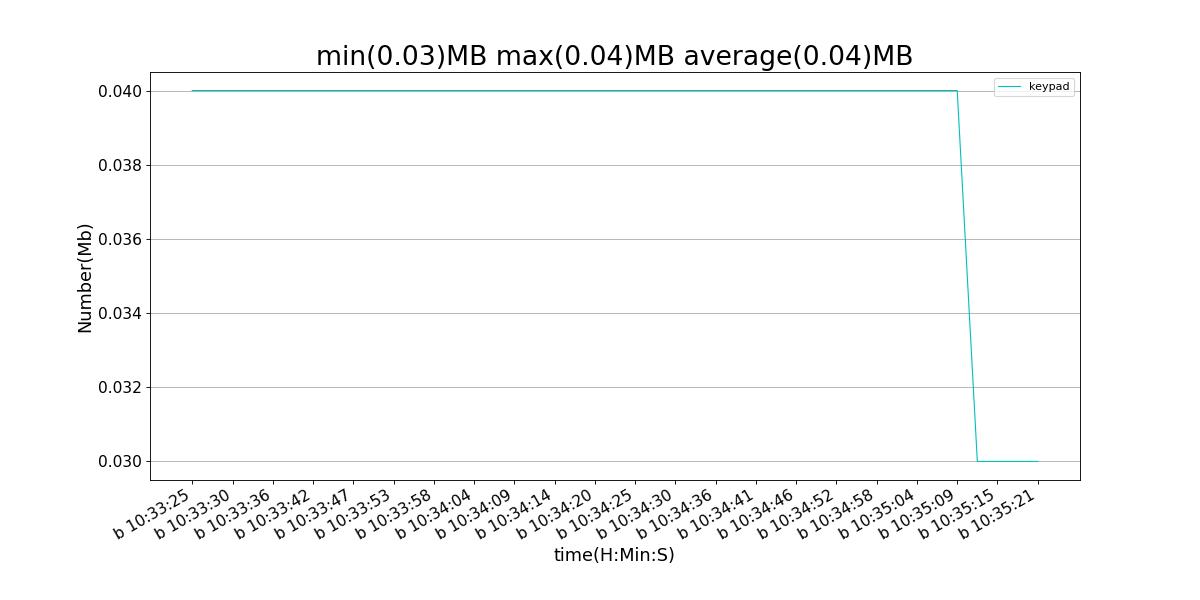 min(0.03)MB max(0.04)MB average(0.04)MB
keypad
0.040
0.038
0.036
0.034
0.032
0.030
Number(Mb)
b 10:33:25
b 10:33:30
b 10:33:36
b 10:33:42
b 10:33:47
b 10:33:53
b 10:33:58
b 10:34:04
b 10:34:09
b 10:34:14
b 10:34:20
b 10:34:25
b 10:34:30
b 10:34:36
b 10:34:41
b 10:34:46
b 10:34:52
b 10:34:58
b 10:35:04
b 10:35:09
b 10:35:15
b 10:35:21
time(H:Min:S)